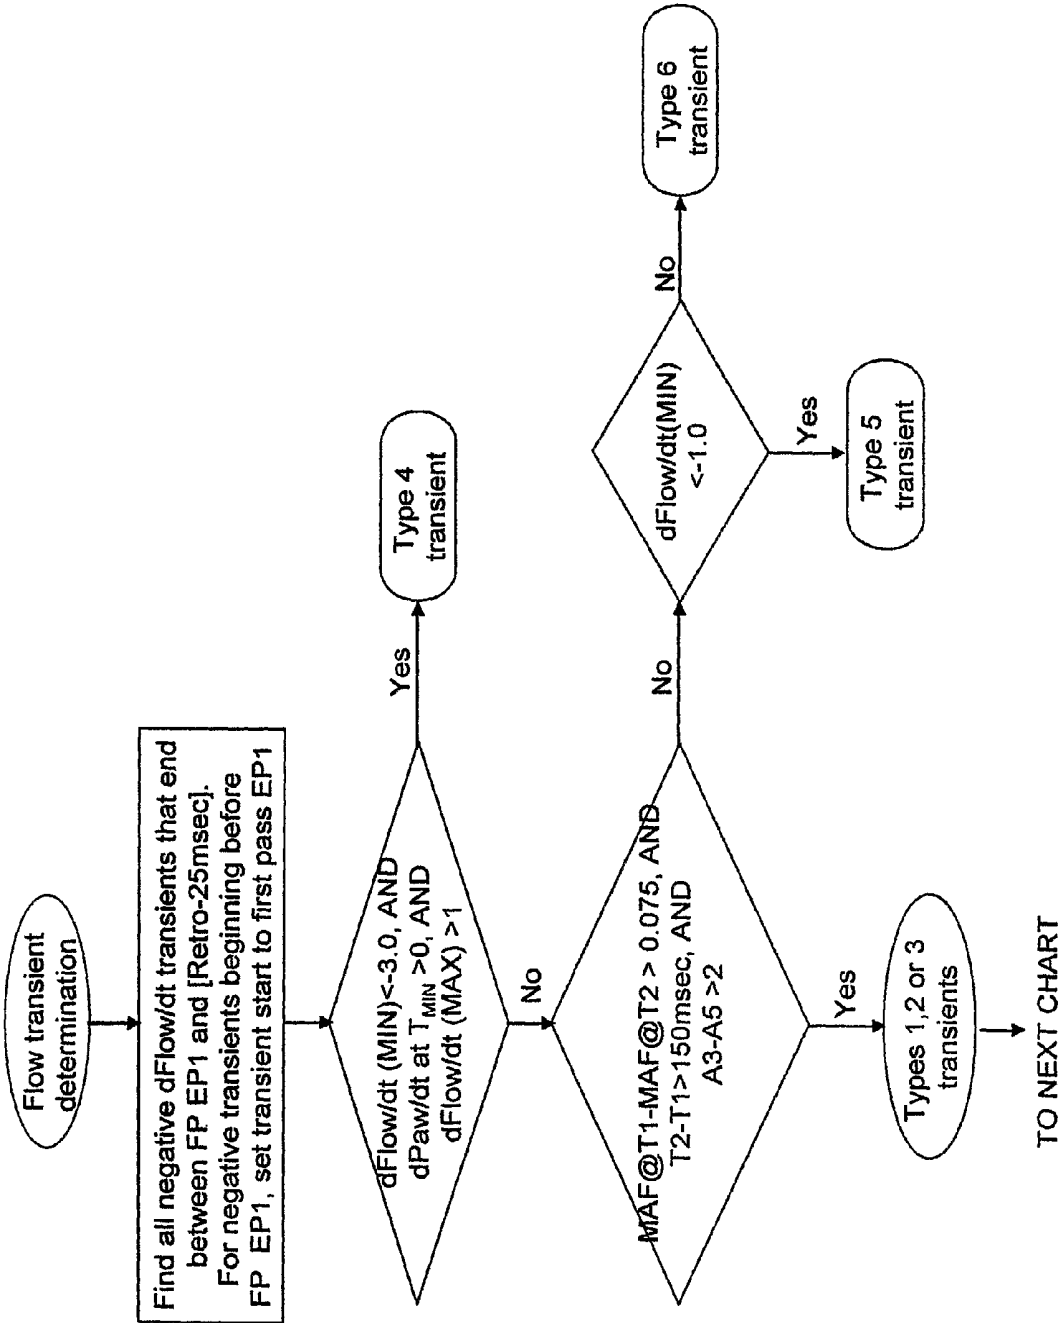 Flow transient
determination
Find all negative dFlow/dt transients that end
between FP EP1 and [Retro-25msec].
For negative transients beginning before
FP EP1, set transient start to first pass EP1
dFlow/dt (MIN)<-3.0, AND
dPaw/dt at TMIN >0, AND
dFlow/dt (MAX) >1
Yes
Type 4
transient
No
MAF@T1-MAF@T2 > 0.075, AND
T2-T1>150msec, AND
A3-A5 >2
No
dFlow/dt(MIN)
<-1.0
No
Type 6
transient
Yes
Type 5
transient
Yes
Types 1,2 or 3
transients
TO NEXT CHART